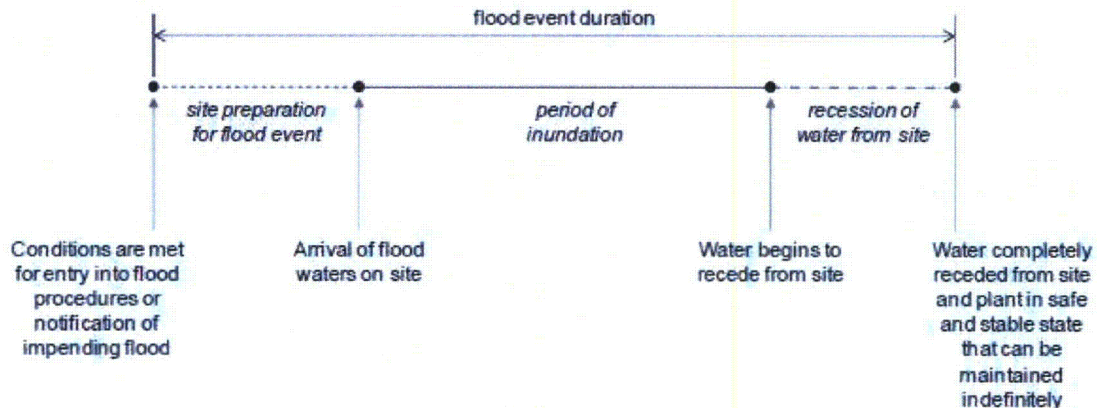 flood event duration
site preparation
for flood event
period of
inundation
recession of
water from site
Conditions are met
for entry into flood
procedures or
notification of
impending flood
Arrival of flood
waters on site
Water begins to
recede from site
Water completely
receded from site
and plant in safe
and stable state
that can be
maintained
indefinitely